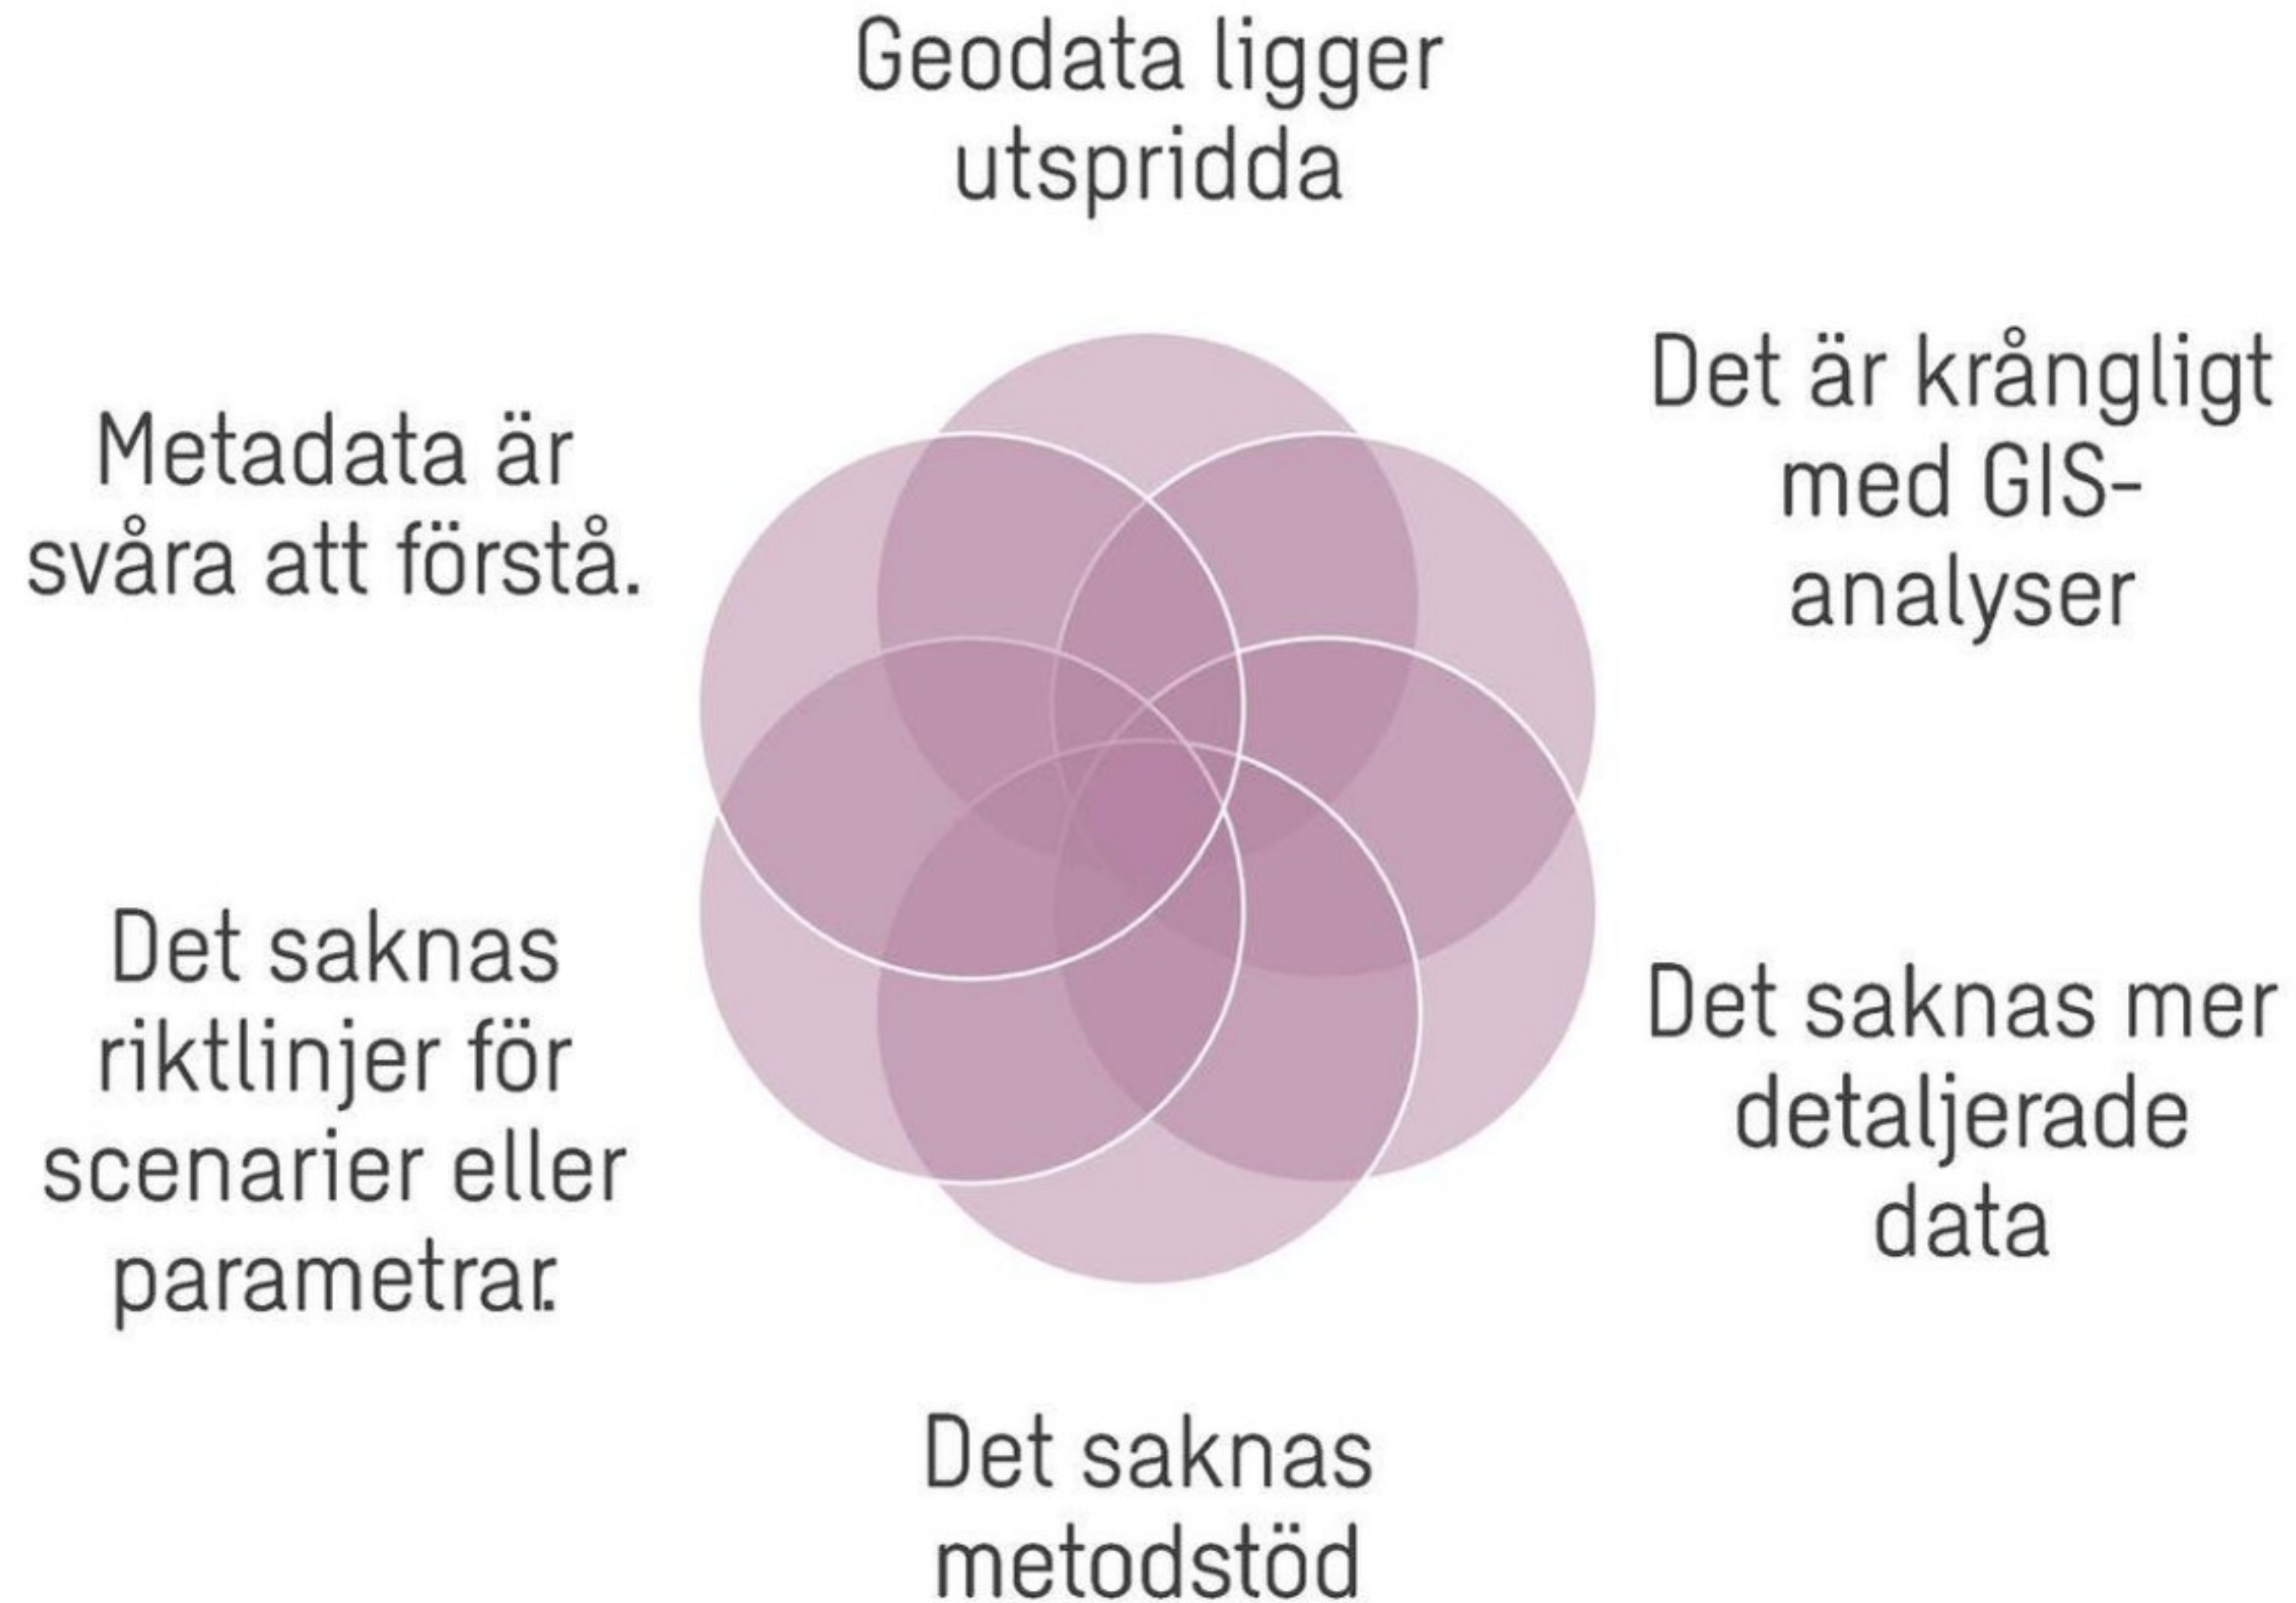 Geodata ligger
utspridda
Det är krångligt
med GIS-
analyser
Det saknas mer
detaljerade
data
Det saknas
metodstöd
Det saknas
riktlinjer för
scenarier eller
parametrar.
Metadata är
svåra att förstå.